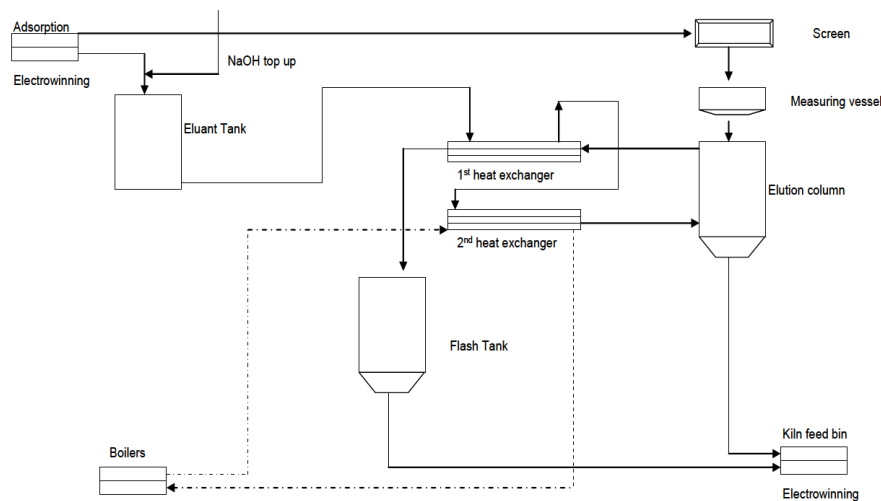 Adsorption
Screen
NaOH top up
Electrowinning
Measuring vessel
Eluant Tank
1st heat exchanger
Elution column
2nd heat exchanger
Flash Tank
Kiln feed bin
Boilers
Electrowinning